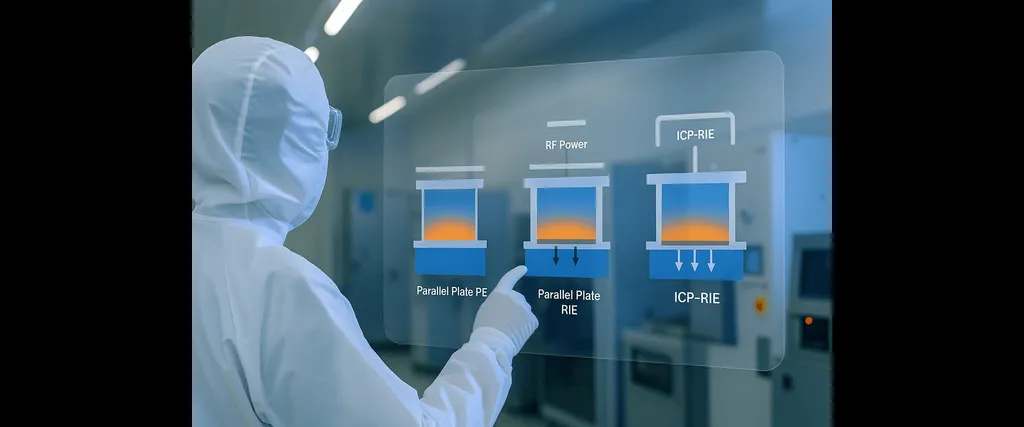 RF Power
ICP-RIE
Parallel Plate PE
Parallel Plate
RIE
ICP-RIE